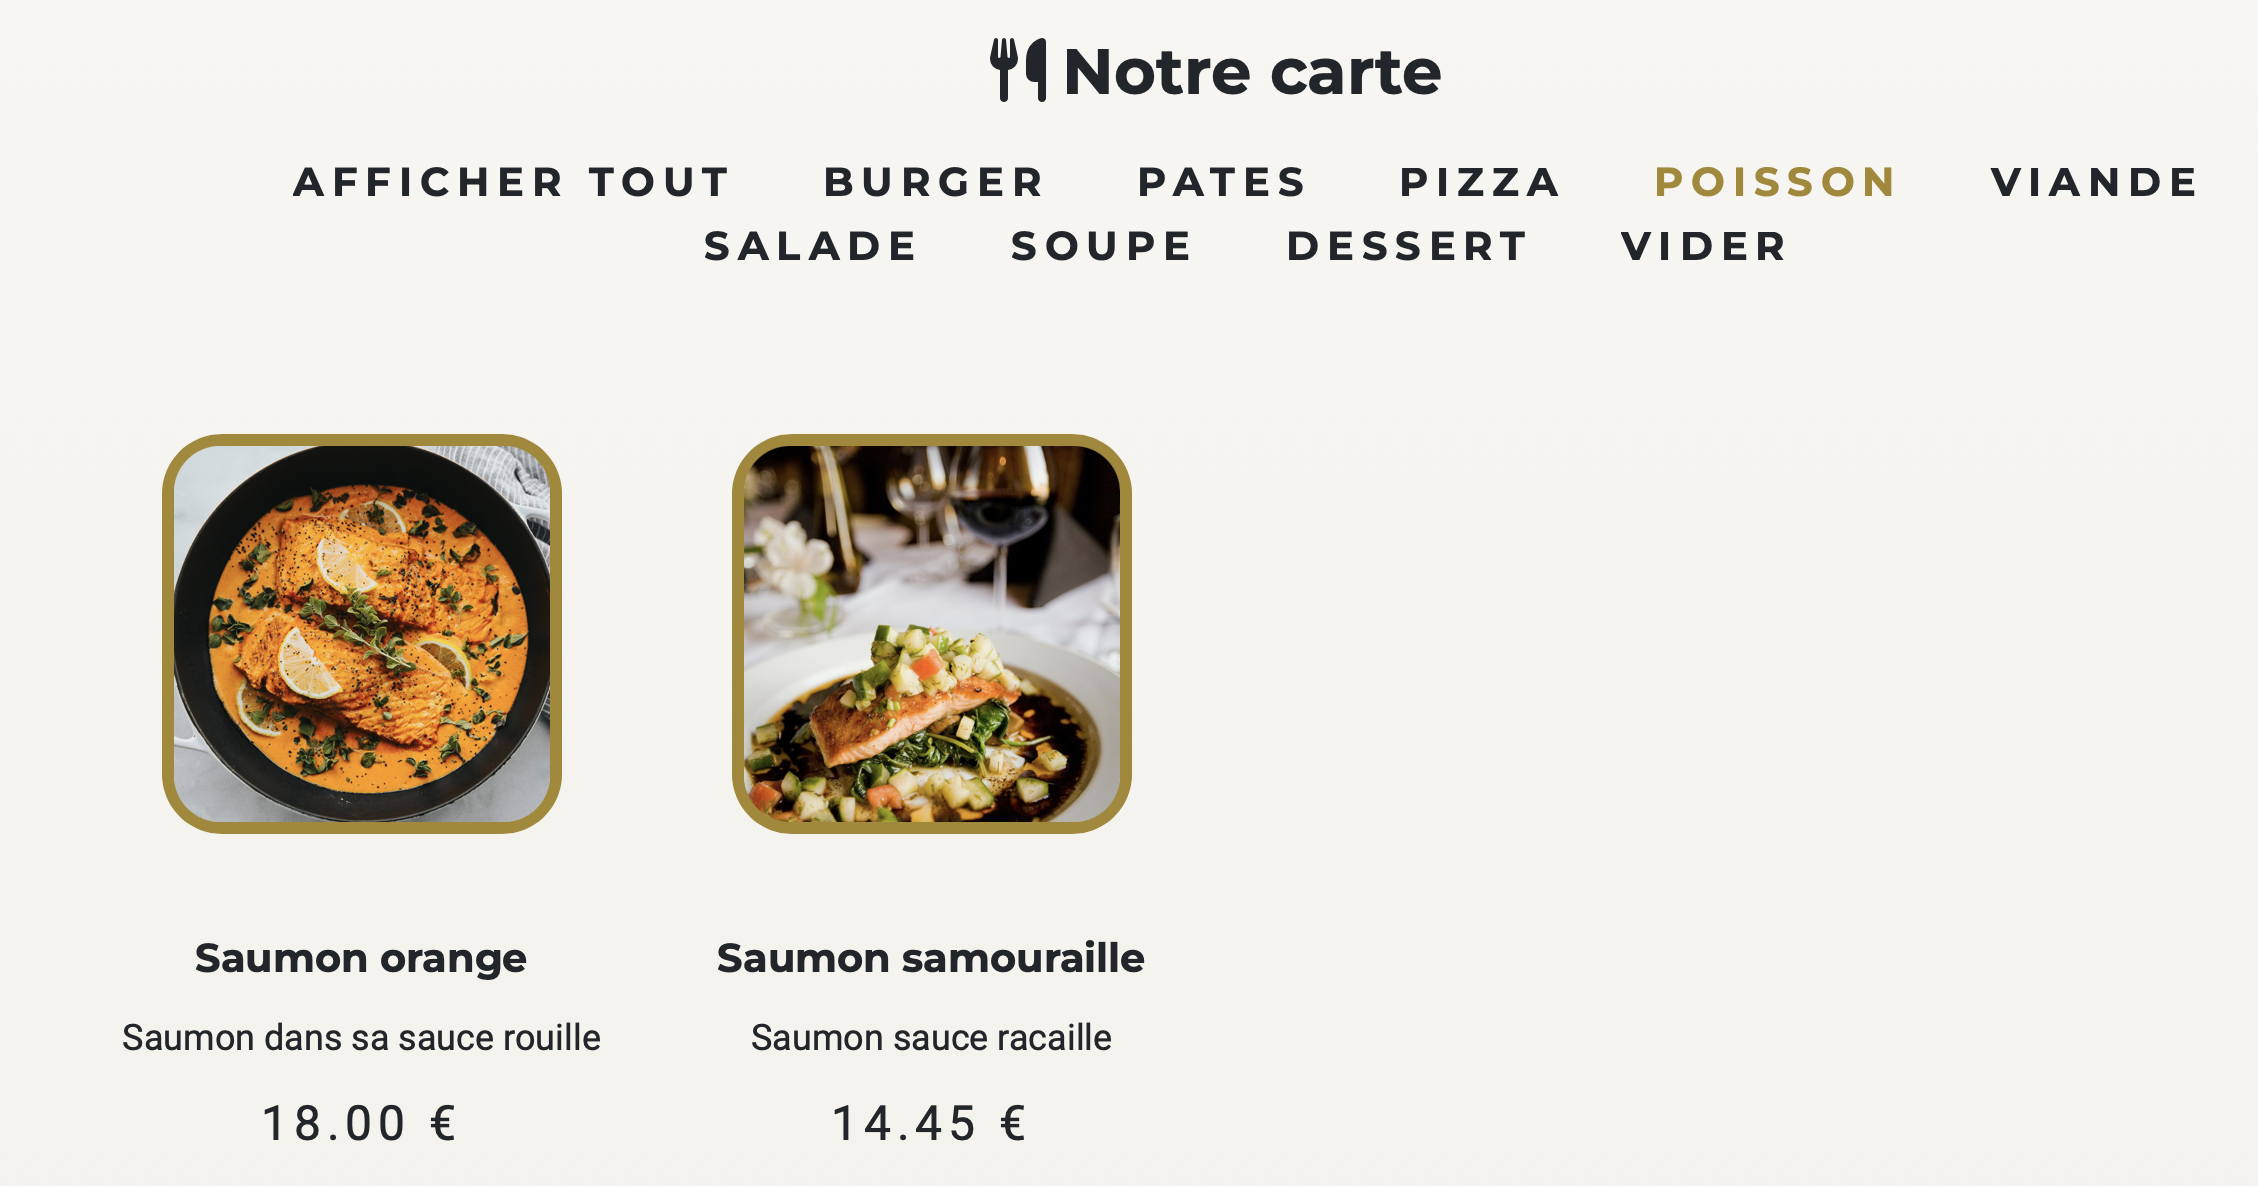 Notre carte
AFFICHER TOUT BURGER PATES PIZZA POISSON VIANDE
SALADE SOUPE DESSERT VIDER
Saumon orange
Saumon dans sa sauce rouille
18.00 €
Saumon samouraille
Saumon sauce racaille
14.45 €